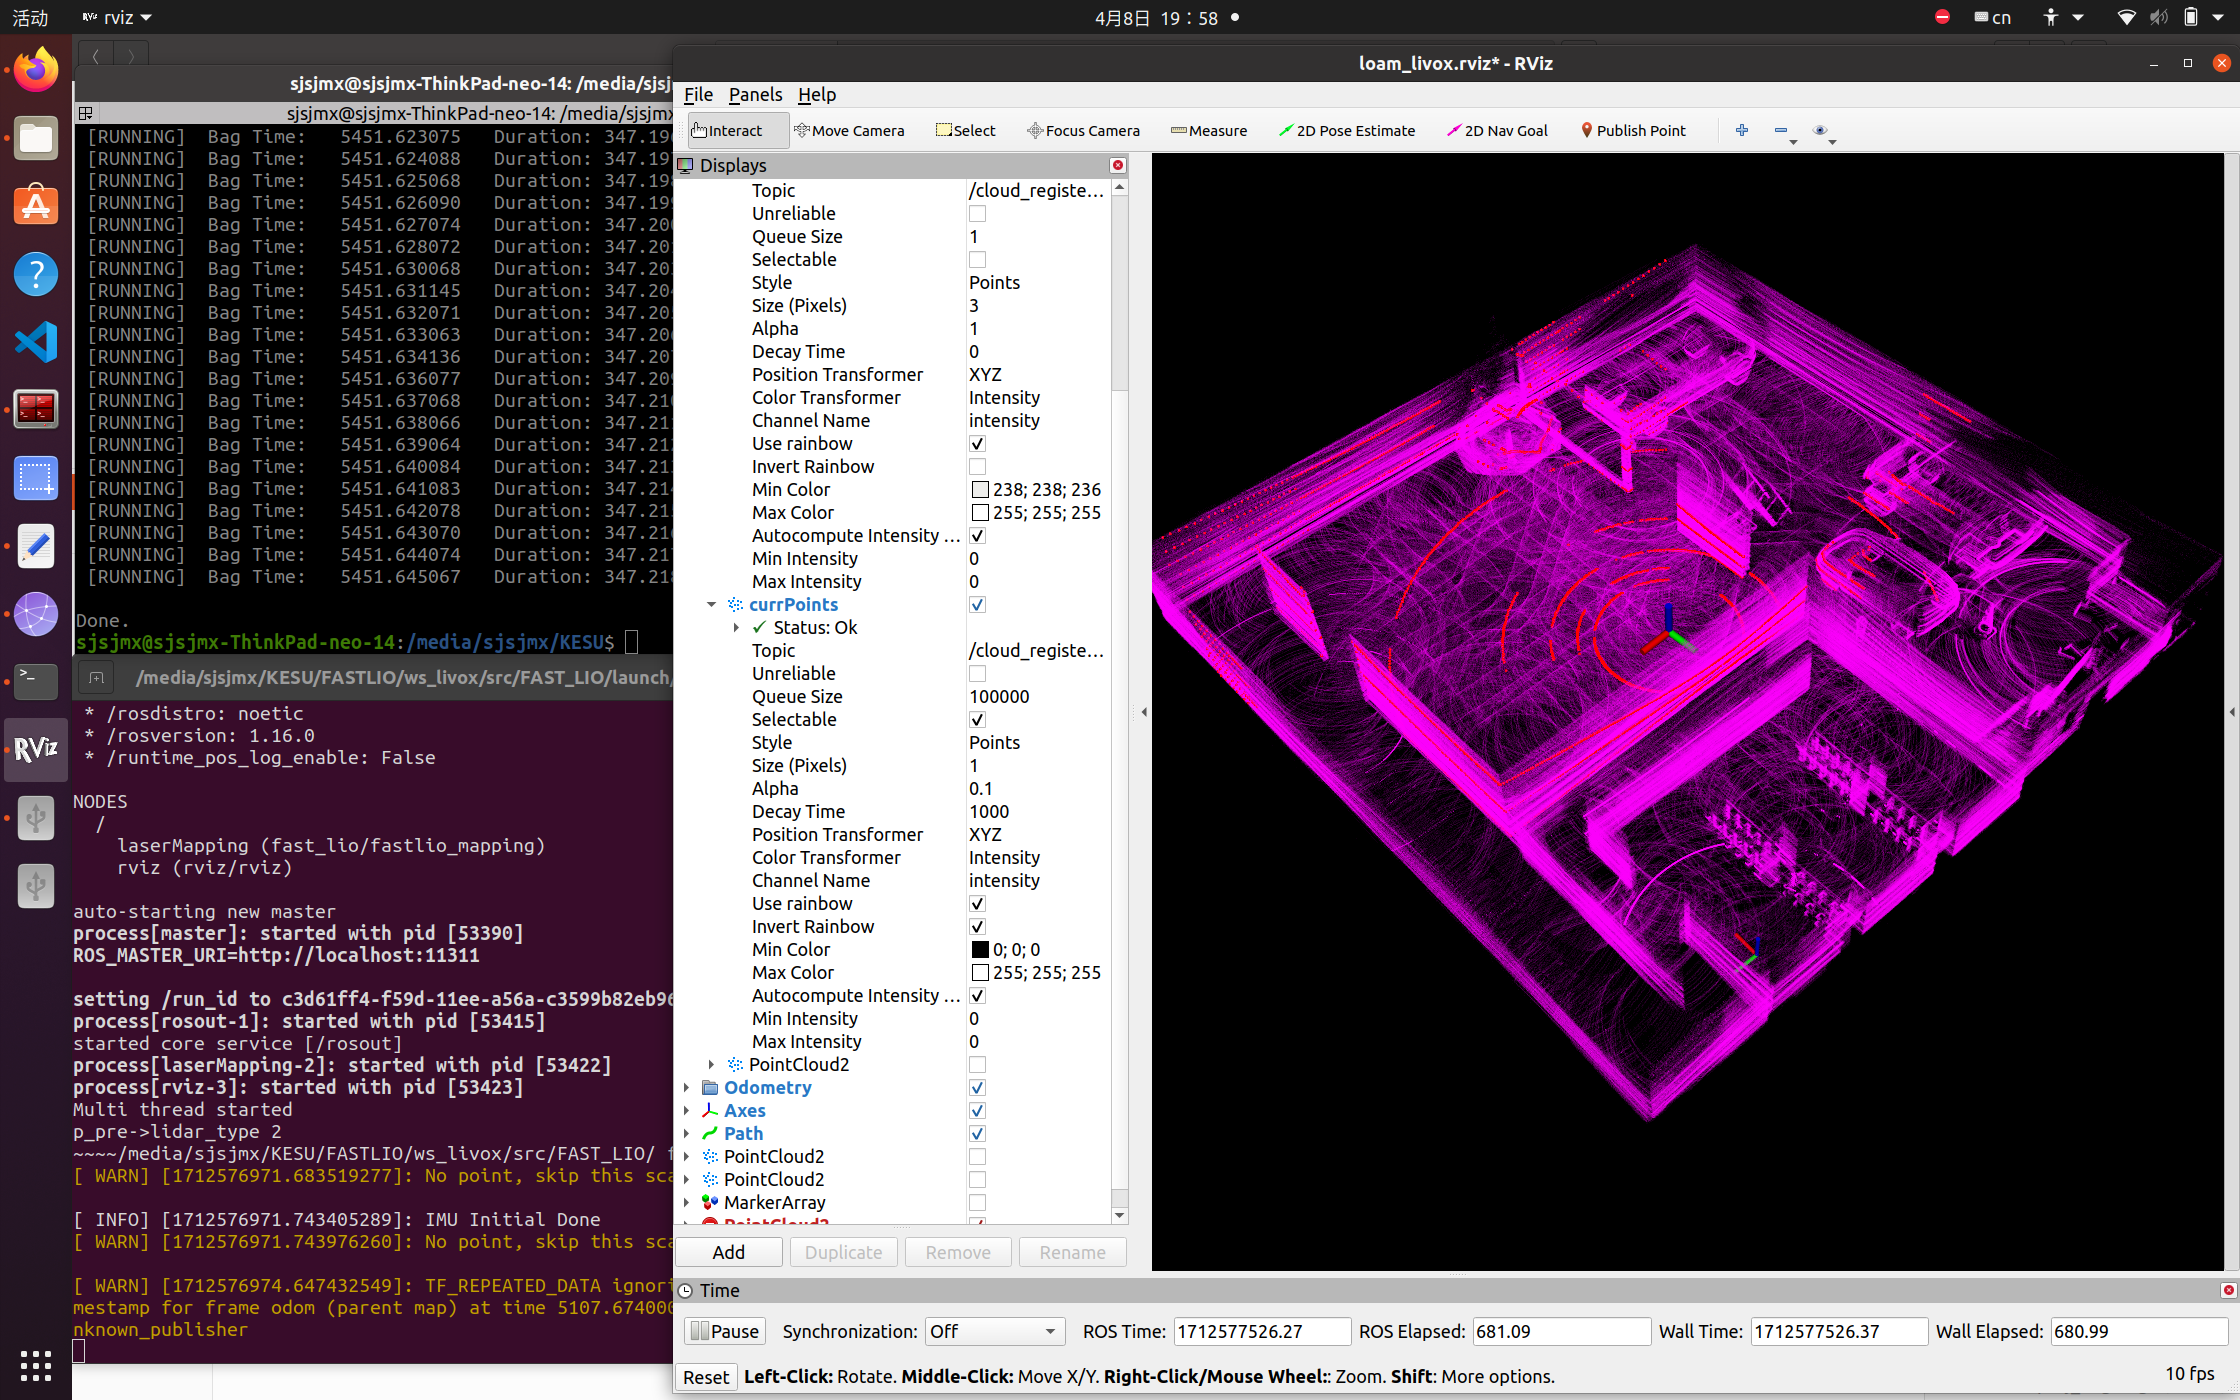 活动
rviz
4月8日 19：58
cn
sjsjmx@sjsjmx-ThinkPad-neo-14: /media/sjsj
sjsjmx@sjsjmx-ThinkPad-neo-14: /media/sjsjmx
[RUNNING] Bag Time: 5451.623075 Duration: 347.19
[RUNNING] Bag Time: 5451.624088 Duration: 347.19
[RUNNING] Bag Time: 5451.625068 Duration: 347.19
[RUNNING] Bag Time: 5451.626090 Duration: 347.19
[RUNNING] Bag Time: 5451.627074 Duration: 347.20
[RUNNING] Bag Time: 5451.628072 Duration: 347.20
[RUNNING] Bag Time: 5451.630068 Duration: 347.20
[RUNNING] Bag Time: 5451.631145 Duration: 347.20
[RUNNING] Bag Time: 5451.632071 Duration: 347.20
[RUNNING] Bag Time: 5451.633063 Duration: 347.20
[RUNNING] Bag Time: 5451.634136 Duration: 347.20
[RUNNING] Bag Time: 5451.636077 Duration: 347.20
[RUNNING] Bag Time: 5451.637068 Duration: 347.21
[RUNNING] Bag Time: 5451.638066 Duration: 347.21
[RUNNING] Bag Time: 5451.639064 Duration: 347.21
[RUNNING] Bag Time: 5451.640084 Duration: 347.21
[RUNNING] Bag Time: 5451.641083 Duration: 347.21
[RUNNING] Bag Time: 5451.642078 Duration: 347.21
[RUNNING] Bag Time: 5451.643070 Duration: 347.21
[RUNNING] Bag Time: 5451.644074 Duration: 347.21
[RUNNING] Bag Time: 5451.645067 Duration: 347.21
Done.
sjsjmx@sjsjmx-ThinkPad-neo-14:/media/sjsjmx/KESU$
/media/sjsjmx/KESU/FASTLIO/ws_livox/src/FAST_LIO/launch/
* /rosdistro: noetic
* /rosversion: 1.16.0
* /runtime_pos_log_enable: False
NODES
/
laserMapping (fast_lio/fastlio_mapping)
rviz (rviz/rviz)
auto-starting new master
process[master]: started with pid [53390]
ROS_MASTER_URI=http://localhost:11311
setting /run_id to c3d61ff4-f59d-11ee-a56a-c3599b82eb96
process[rosout-1]: started with pid [53415]
started core service [/rosout]
process[laserMapping-2]: started with pid [53422]
process[rviz-3]: started with pid [53423]
Multi thread started
p_pre->lidar_type 2
~~~~/media/sjsjmx/KESU/FASTLIO/ws_livox/src/FAST_LIO/ f
[ WARN] [1712576971.683519277]: No point, skip this sca
[ INFO] [1712576971.743405289]: IMU Initial Done
[ WARN] [1712576971.743976260]: No point, skip this sca
[ WARN] [1712576974.647432549]: TF_REPEATED_DATA ignori
mestamp for frame odom (parent map) at time 5107.674000
nknown_publisher
RViz
loam_livox.rviz* - RViz
File Panels Help
Interact Move Camera Select Focus Camera Measure 2D Pose Estimate 2D Nav Goal Publish Point
Displays
Topic /cloud_registe...
Unreliable
Queue Size 1
Selectable
Style Points
Size (Pixels) 3
Alpha 1
Decay Time 0
Position Transformer XYZ
Color Transformer Intensity
Channel Name intensity
Use rainbow
Invert Rainbow
Min Color 238; 238; 236
Max Color 255; 255; 255
Autocompute Intensity ...
Min Intensity 0
Max Intensity 0
currPoints
Status: Ok
Topic /cloud_registe...
Unreliable
Queue Size 100000
Selectable
Style Points
Size (Pixels) 1
Alpha 0.1
Decay Time 1000
Position Transformer XYZ
Color Transformer Intensity
Channel Name intensity
Use rainbow
Invert Rainbow
Min Color 0; 0; 0
Max Color 255; 255; 255
Autocompute Intensity ...
Min Intensity 0
Max Intensity 0
PointCloud2
Odometry
Axes
Path
PointCloud2
PointCloud2
MarkerArray
PointCloud2
Add Duplicate Remove Rename
Time
Pause Synchronization: Off ROS Time: 1712577526.27 ROS Elapsed: 681.09 Wall Time: 1712577526.37 Wall Elapsed: 680.99
Reset Left-Click: Rotate. Middle-Click: Move X/Y. Right-Click/Mouse Wheel:: Zoom. Shift: More options. 10 fps